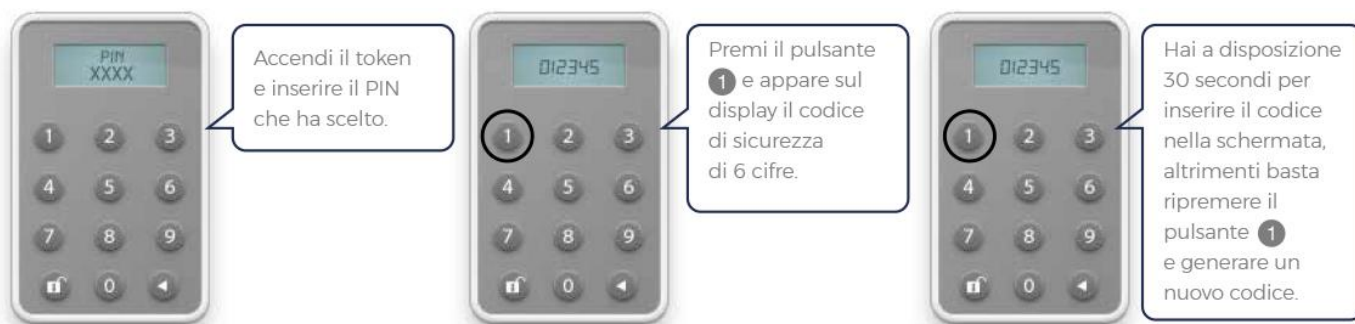 PIN
XXXX
1 2 3
4 5 6
7 8 9
0
Accendi il token
e inserire il PIN
che ha scelto.
012345
1 2 3
4 5 6
7 8 9
0
Premi il pulsante
1 e appare sul
display il codice
di sicurezza
di 6 cifre.
012345
1 2 3
4 5 6
7 8 9
0
Hai a disposizione
30 secondi per
inserire il codice
nella schermata,
altrimenti basta
ripremere il
pulsante 1
e generare un
nuovo codice.